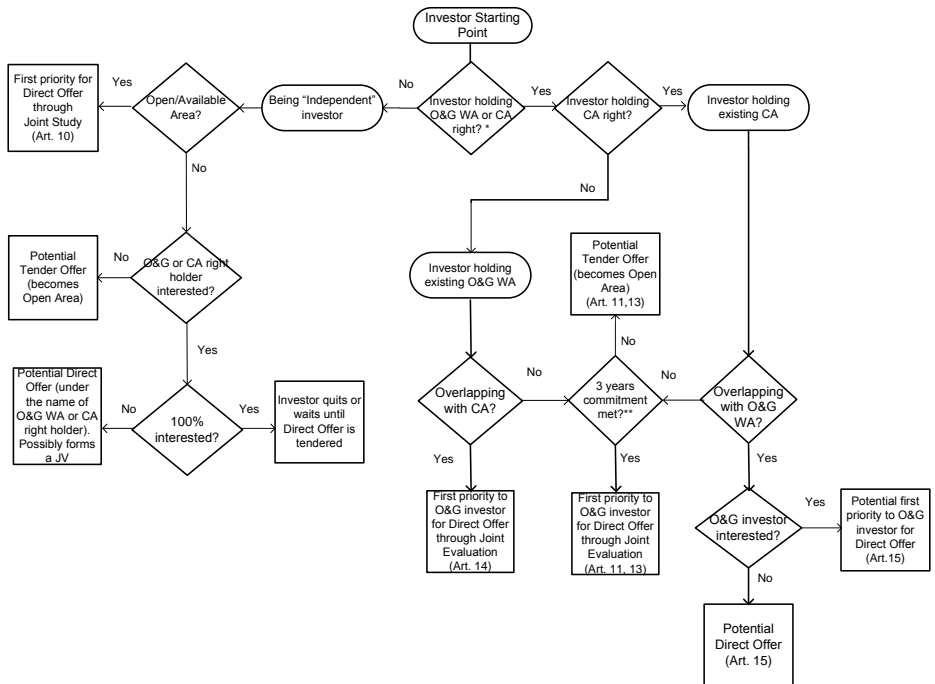 Investor Starting
Point
First priority for
Direct Offer
through
Joint Study
(Art. 10)
Yes
Open/Available
Area?
Being “Independent”
investor
No
Investor holding
O&G WA or CA
right? *
Yes
Investor holding
CA right?
Yes
Investor holding
existing CA
No
No
Potential
Tender Offer
(becomes
Open Area)
No
O&G or CA right
holder
interested?
Investor holding
existing O&G WA
Potential
Tender Offer
(becomes Open
Area)
(Art. 11,13)
Yes
No
Potential Direct
Offer (under
the name of
O&G WA or CA
right holder).
Possibly forms
a JV
No
100%
interested?
Yes
Investor quits or
waits until
Direct Offer is
tendered
Overlapping
with CA?
No
3 years
commitment
met?**
No
Overlapping
with O&G
WA?
Yes
Yes
Yes
First priority to
O&G investor
for Direct Offer
through Joint
Evaluation
(Art. 14)
First priority to
O&G investor
for Direct Offer
through Joint
Evaluation
(Art. 11, 13)
O&G investor
interested?
Yes
Potential first
priority to O&G
investor for
Direct Offer
(Art.15)
No
Potential
Direct Offer
(Art. 15)